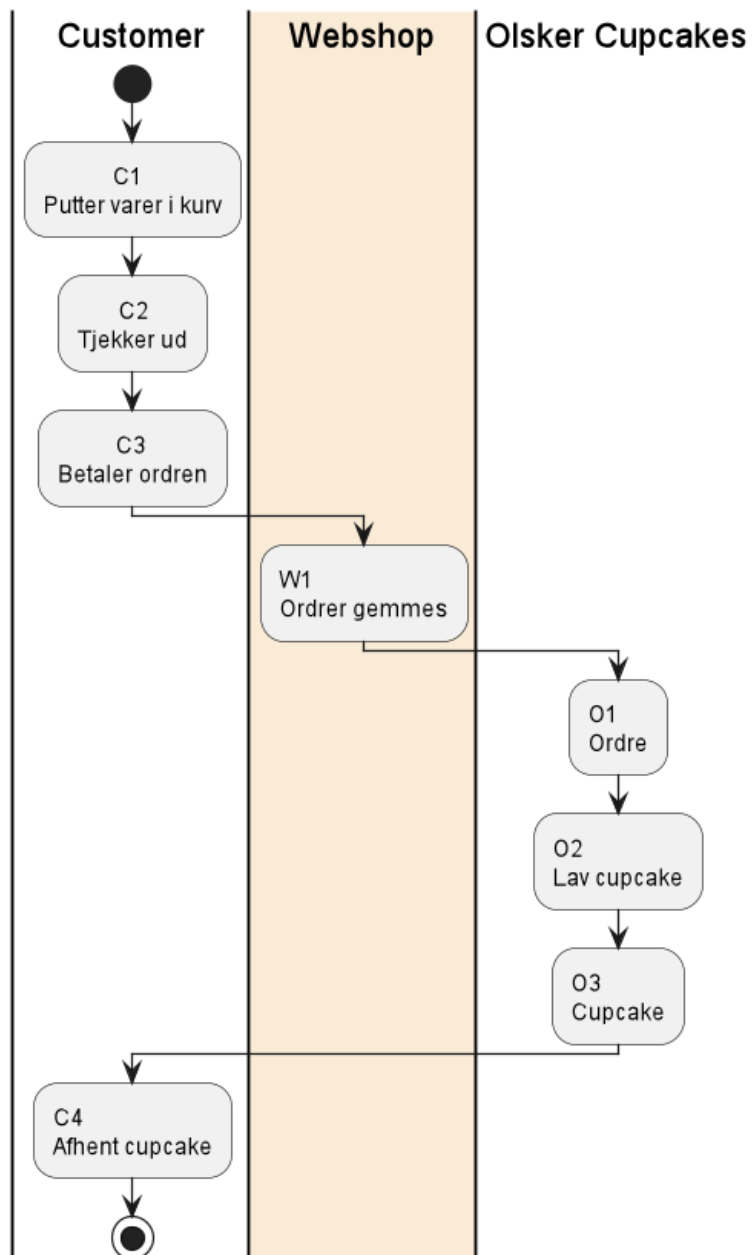 Customer
Webshop
Olsker Cupcakes
C1
Putter varer i kurv
C2
Tjekker ud
C3
Betaler ordren
W1
Ordrer gemmes
O1
Ordre
O2
Lav cupcake
O3
Cupcake
C4
Afhent cupcake